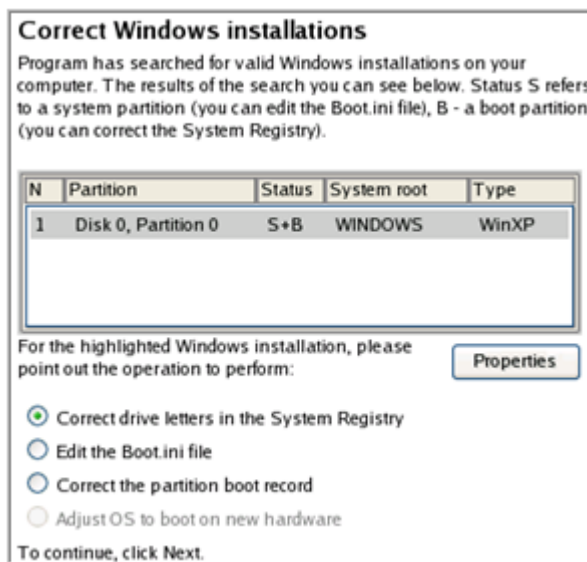 Correct Windows installations
Program has searched for valid Windows installations on your
computer. The results of the search you can see below. Status S refers
to a system partition (you can edit the Boot.ini file), B - a boot partition
(you can correct the System Registry).
N Partition Status System root Type
1 Disk 0, Partition 0 S+B WINDOWS WinXP
For the highlighted Windows installation, please
point out the operation to perform:
Properties
Correct drive letters in the System Registry
Edit the Boot.ini file
Correct the partition boot record
Adjust OS to boot on new hardware
To continue, click Next.